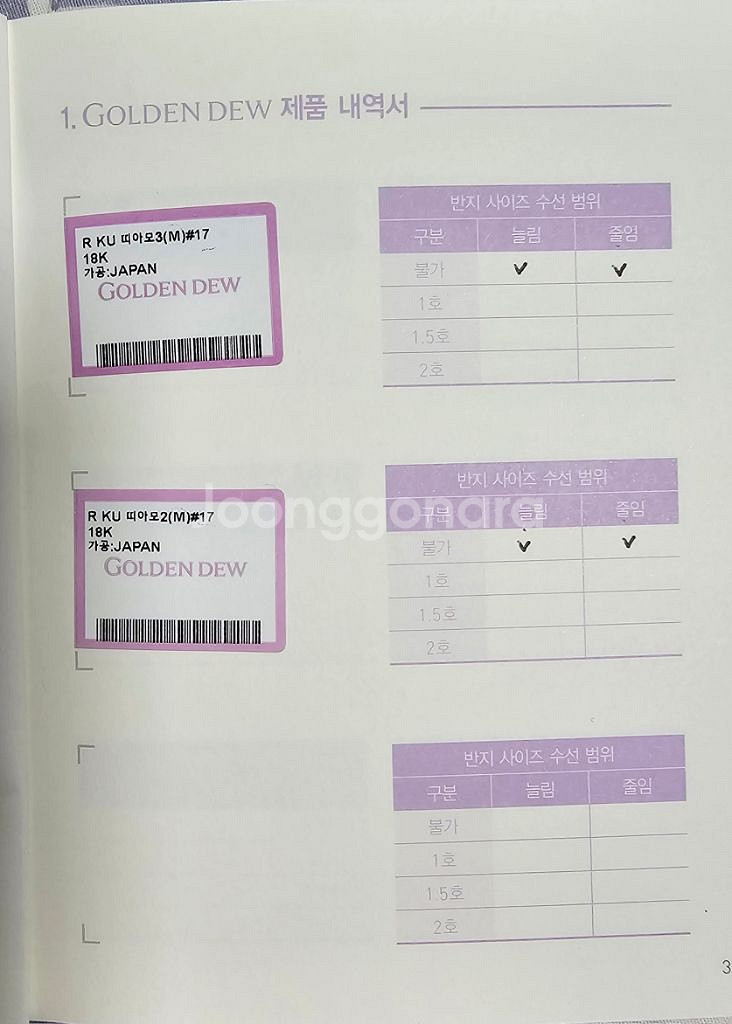 1. GOLDEN DEW 제품 내역서
R KU 띠아모3(M)#17
18K
가공:JAPAN
GOLDEN DEW
반지 사이즈 수선 범위
구분 늘림 줄임
불가 ✓ ✓
1호
1.5호
2호
R KU 띠아모2(M)#17
18K
가공:JAPAN
GOLDEN DEW
반지 사이즈 수선 범위
구분 늘림 줄임
불가 ✓ ✓
1호
1.5호
2호
joonggonara
반지 사이즈 수선 범위
구분 늘림 줄임
불가
1호
1.5호
2호
3